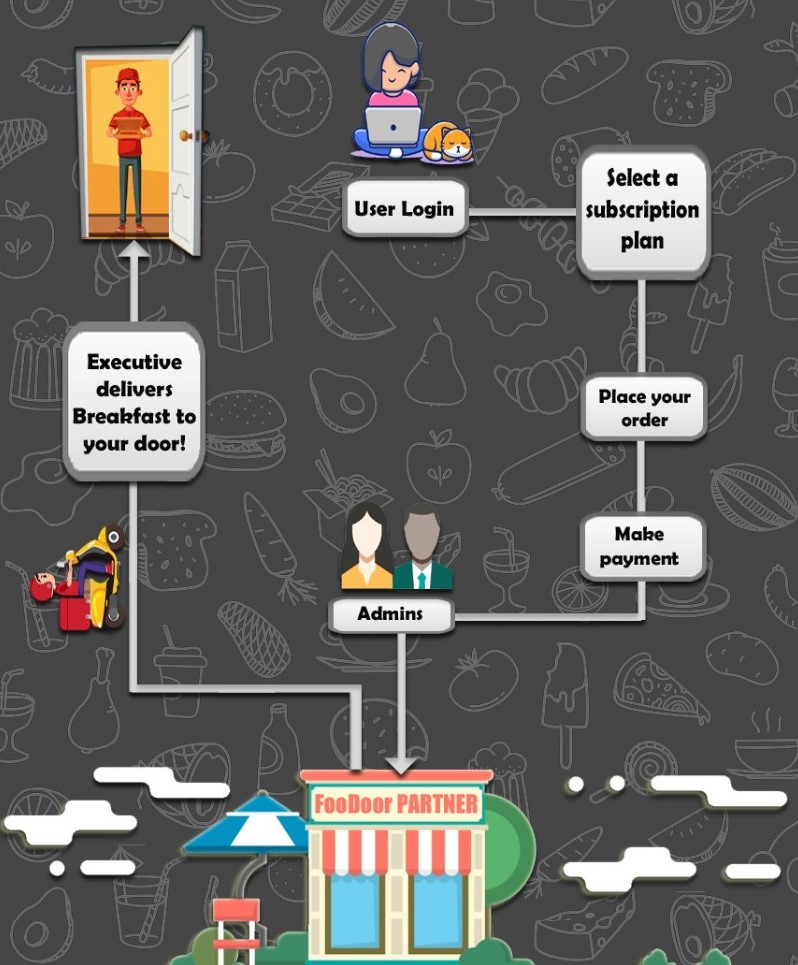 User Login
Select a
subscription
plan
Place your
order
Make
payment
Admins
FooDoor PARTNER
Executive
delivers
Breakfast to
your door!